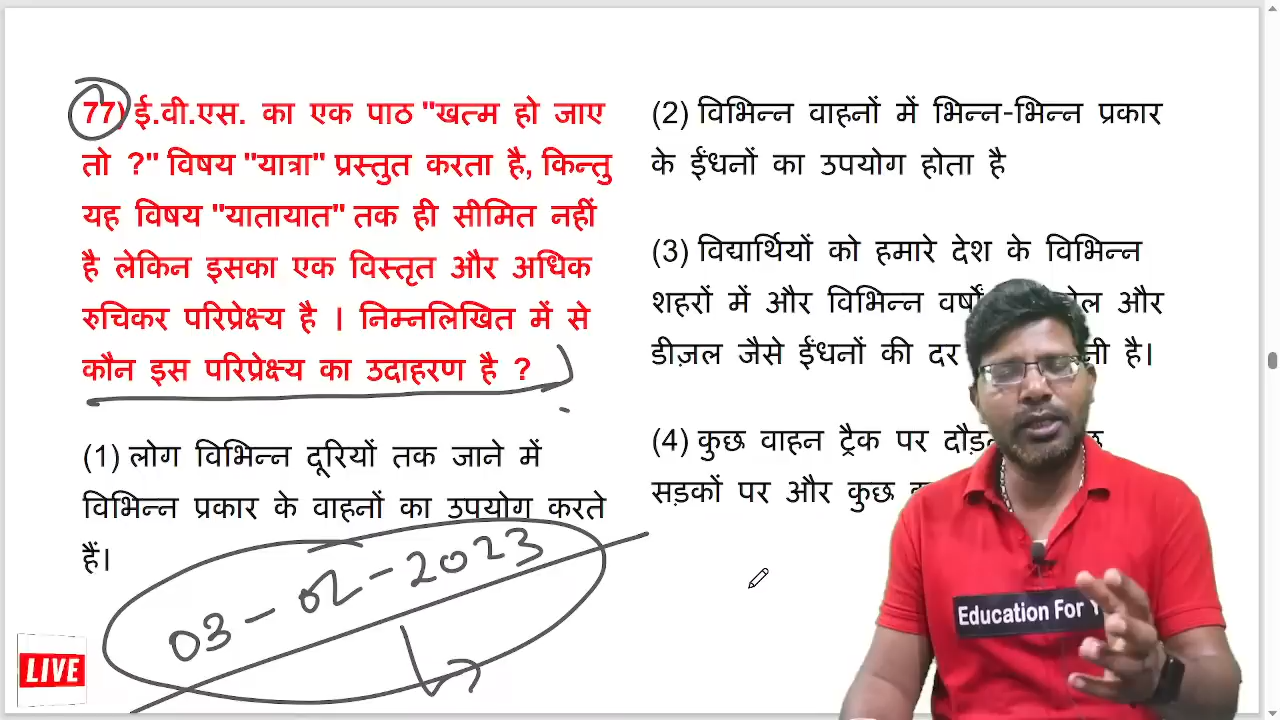 77) ई.वी.एस. का एक पाठ "खत्म हो जाए
तो ?" विषय "यात्रा" प्रस्तुत करता है, किन्तु
यह विषय "यातायात" तक ही सीमित नहीं
है लेकिन इसका एक विस्तृत और अधिक
रुचिकर परिप्रेक्ष्य है । निम्नलिखित में से
कौन इस परिप्रेक्ष्य का उदाहरण है ?
(1) लोग विभिन्न दूरियों तक जाने में
विभिन्न प्रकार के वाहनों का उपयोग करते
हैं।
03-02-2023
LIVE
(2) विभिन्न वाहनों में भिन्न-भिन्न प्रकार
के ईंधनों का उपयोग होता है
(3) विद्यार्थियों को हमारे देश के विभिन्न
शहरों में और विभिन्न वर्षों और
डीज़ल जैसे ईंधनों की दर है।
(4) कुछ वाहन ट्रैक पर
सड़कों पर और कुछ
Education For